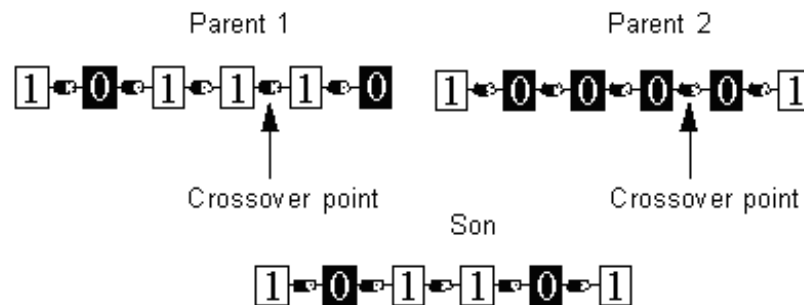 Parent 1
Parent 2
1 0 1 1 1 0
1 0 0 0 0 1
Crossover point
Crossover point
Son
1 0 1 1 0 1